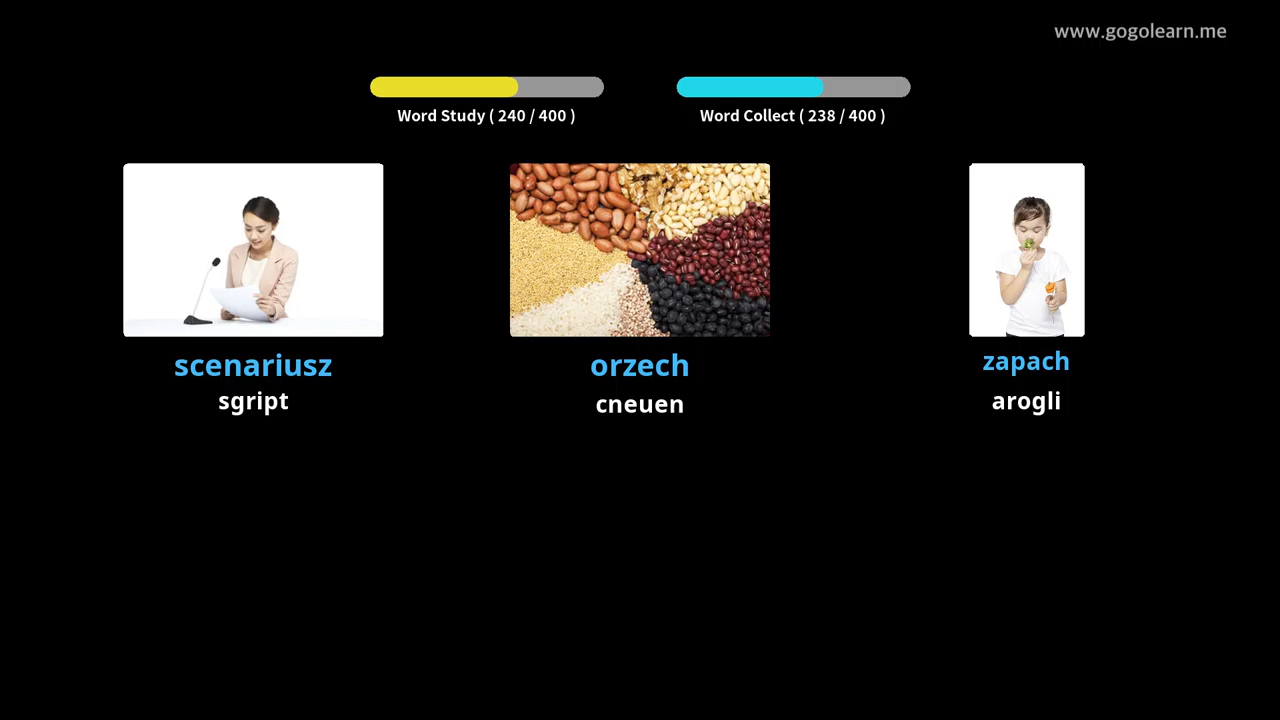 www.gogolearn.me
Word Study ( 240 / 400 )
Word Collect ( 238 / 400 )
scenariusz
sgript
orzech
cneuen
zapach
arogli